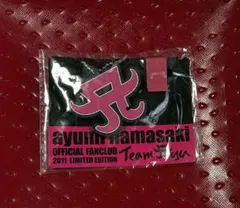 ayumi hamasaki
OFFICIAL FANCLUB
2011 LIMITED EDITION
Team Ayu